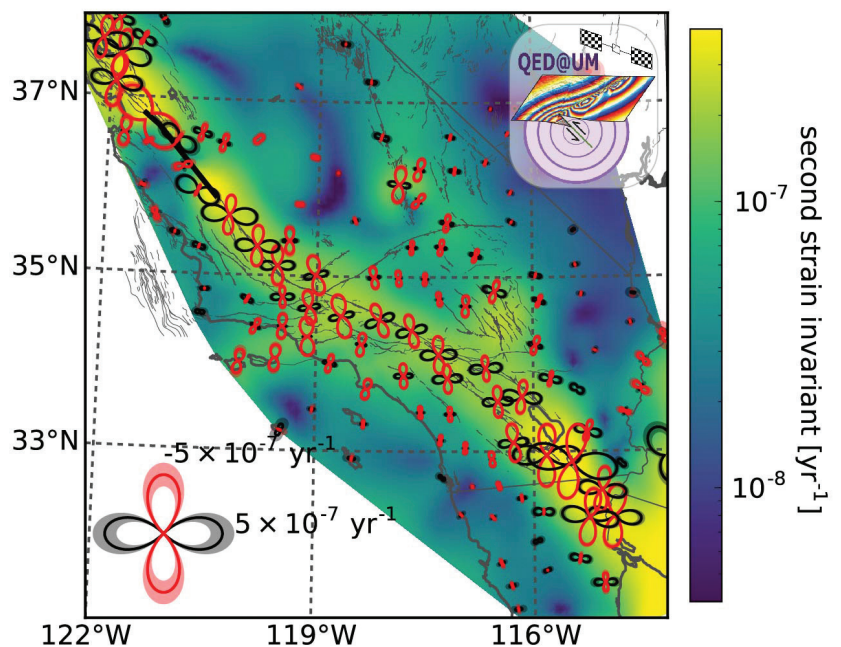 37°N
35°N
33°N
122°W
119°W
116°W
QED@UM
-5 × 10⁻⁷ yr⁻¹
5 × 10⁻⁷ yr⁻¹
10⁻⁷
10⁻⁸
second strain invariant [yr⁻¹]